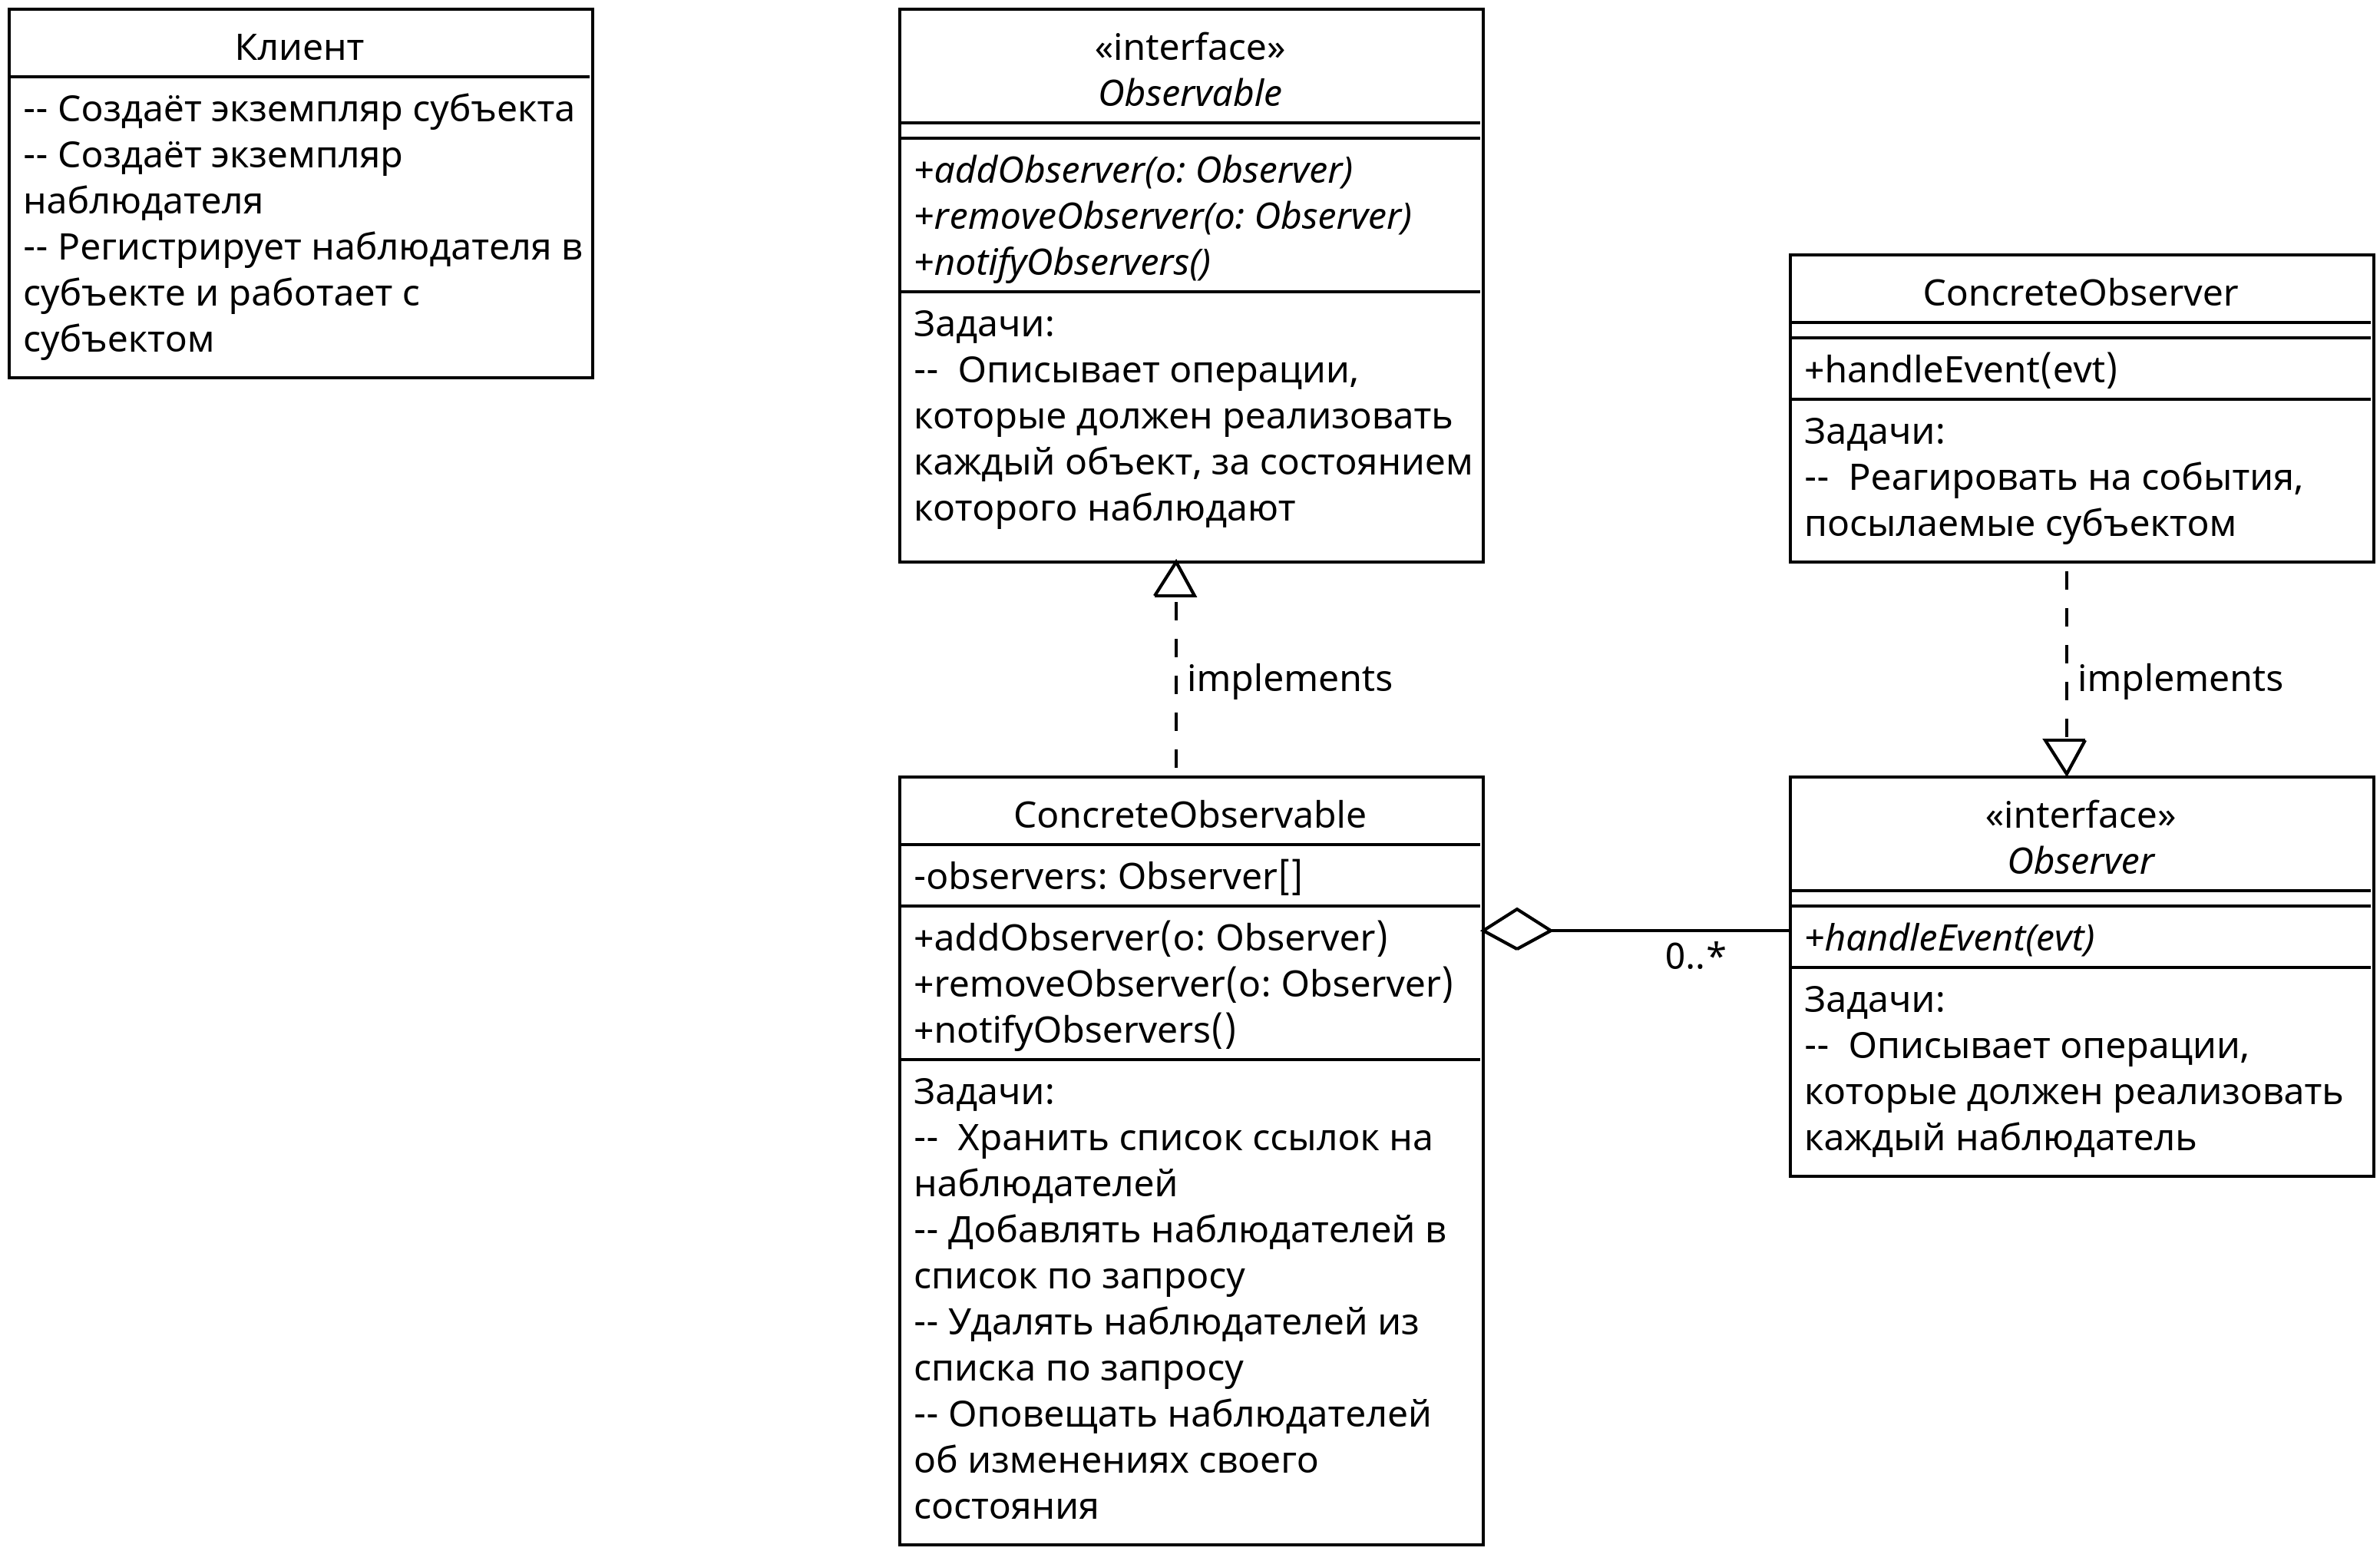 Клиент
-- Создаёт экземпляр субъекта
-- Создаёт экземпляр
наблюдателя
-- Регистрирует наблюдателя в
субъекте и работает с
субъектом
«interface»
Observable
+addObserver(o: Observer)
+removeObserver(o: Observer)
+notifyObservers()
Задачи:
-- Описывает операции,
которые должен реализовать
каждый объект, за состоянием
которого наблюдают
ConcreteObserver
+handleEvent(evt)
Задачи:
-- Реагировать на события,
посылаемые субъектом
implements
implements
ConcreteObservable
-observers: Observer[]
+addObserver(o: Observer)
+removeObserver(o: Observer)
+notifyObservers()
Задачи:
-- Хранить список ссылок на
наблюдателей
-- Добавлять наблюдателей в
список по запросу
-- Удалять наблюдателей из
списка по запросу
-- Оповещать наблюдателей
об изменениях своего
состояния
0..*
«interface»
Observer
+handleEvent(evt)
Задачи:
-- Описывает операции,
которые должен реализовать
каждый наблюдатель